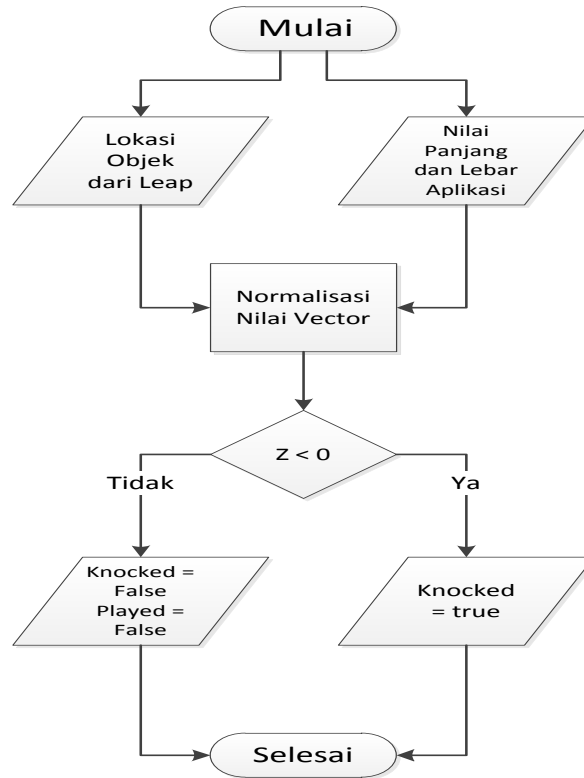 Mulai
Lokasi
Objek
dari Leap
Nilai
Panjang
dan Lebar
Aplikasi
Normalisasi
Nilai Vector
Z < 0
Tidak
Ya
Knocked =
False
Played =
False
Knocked
= true
Selesai